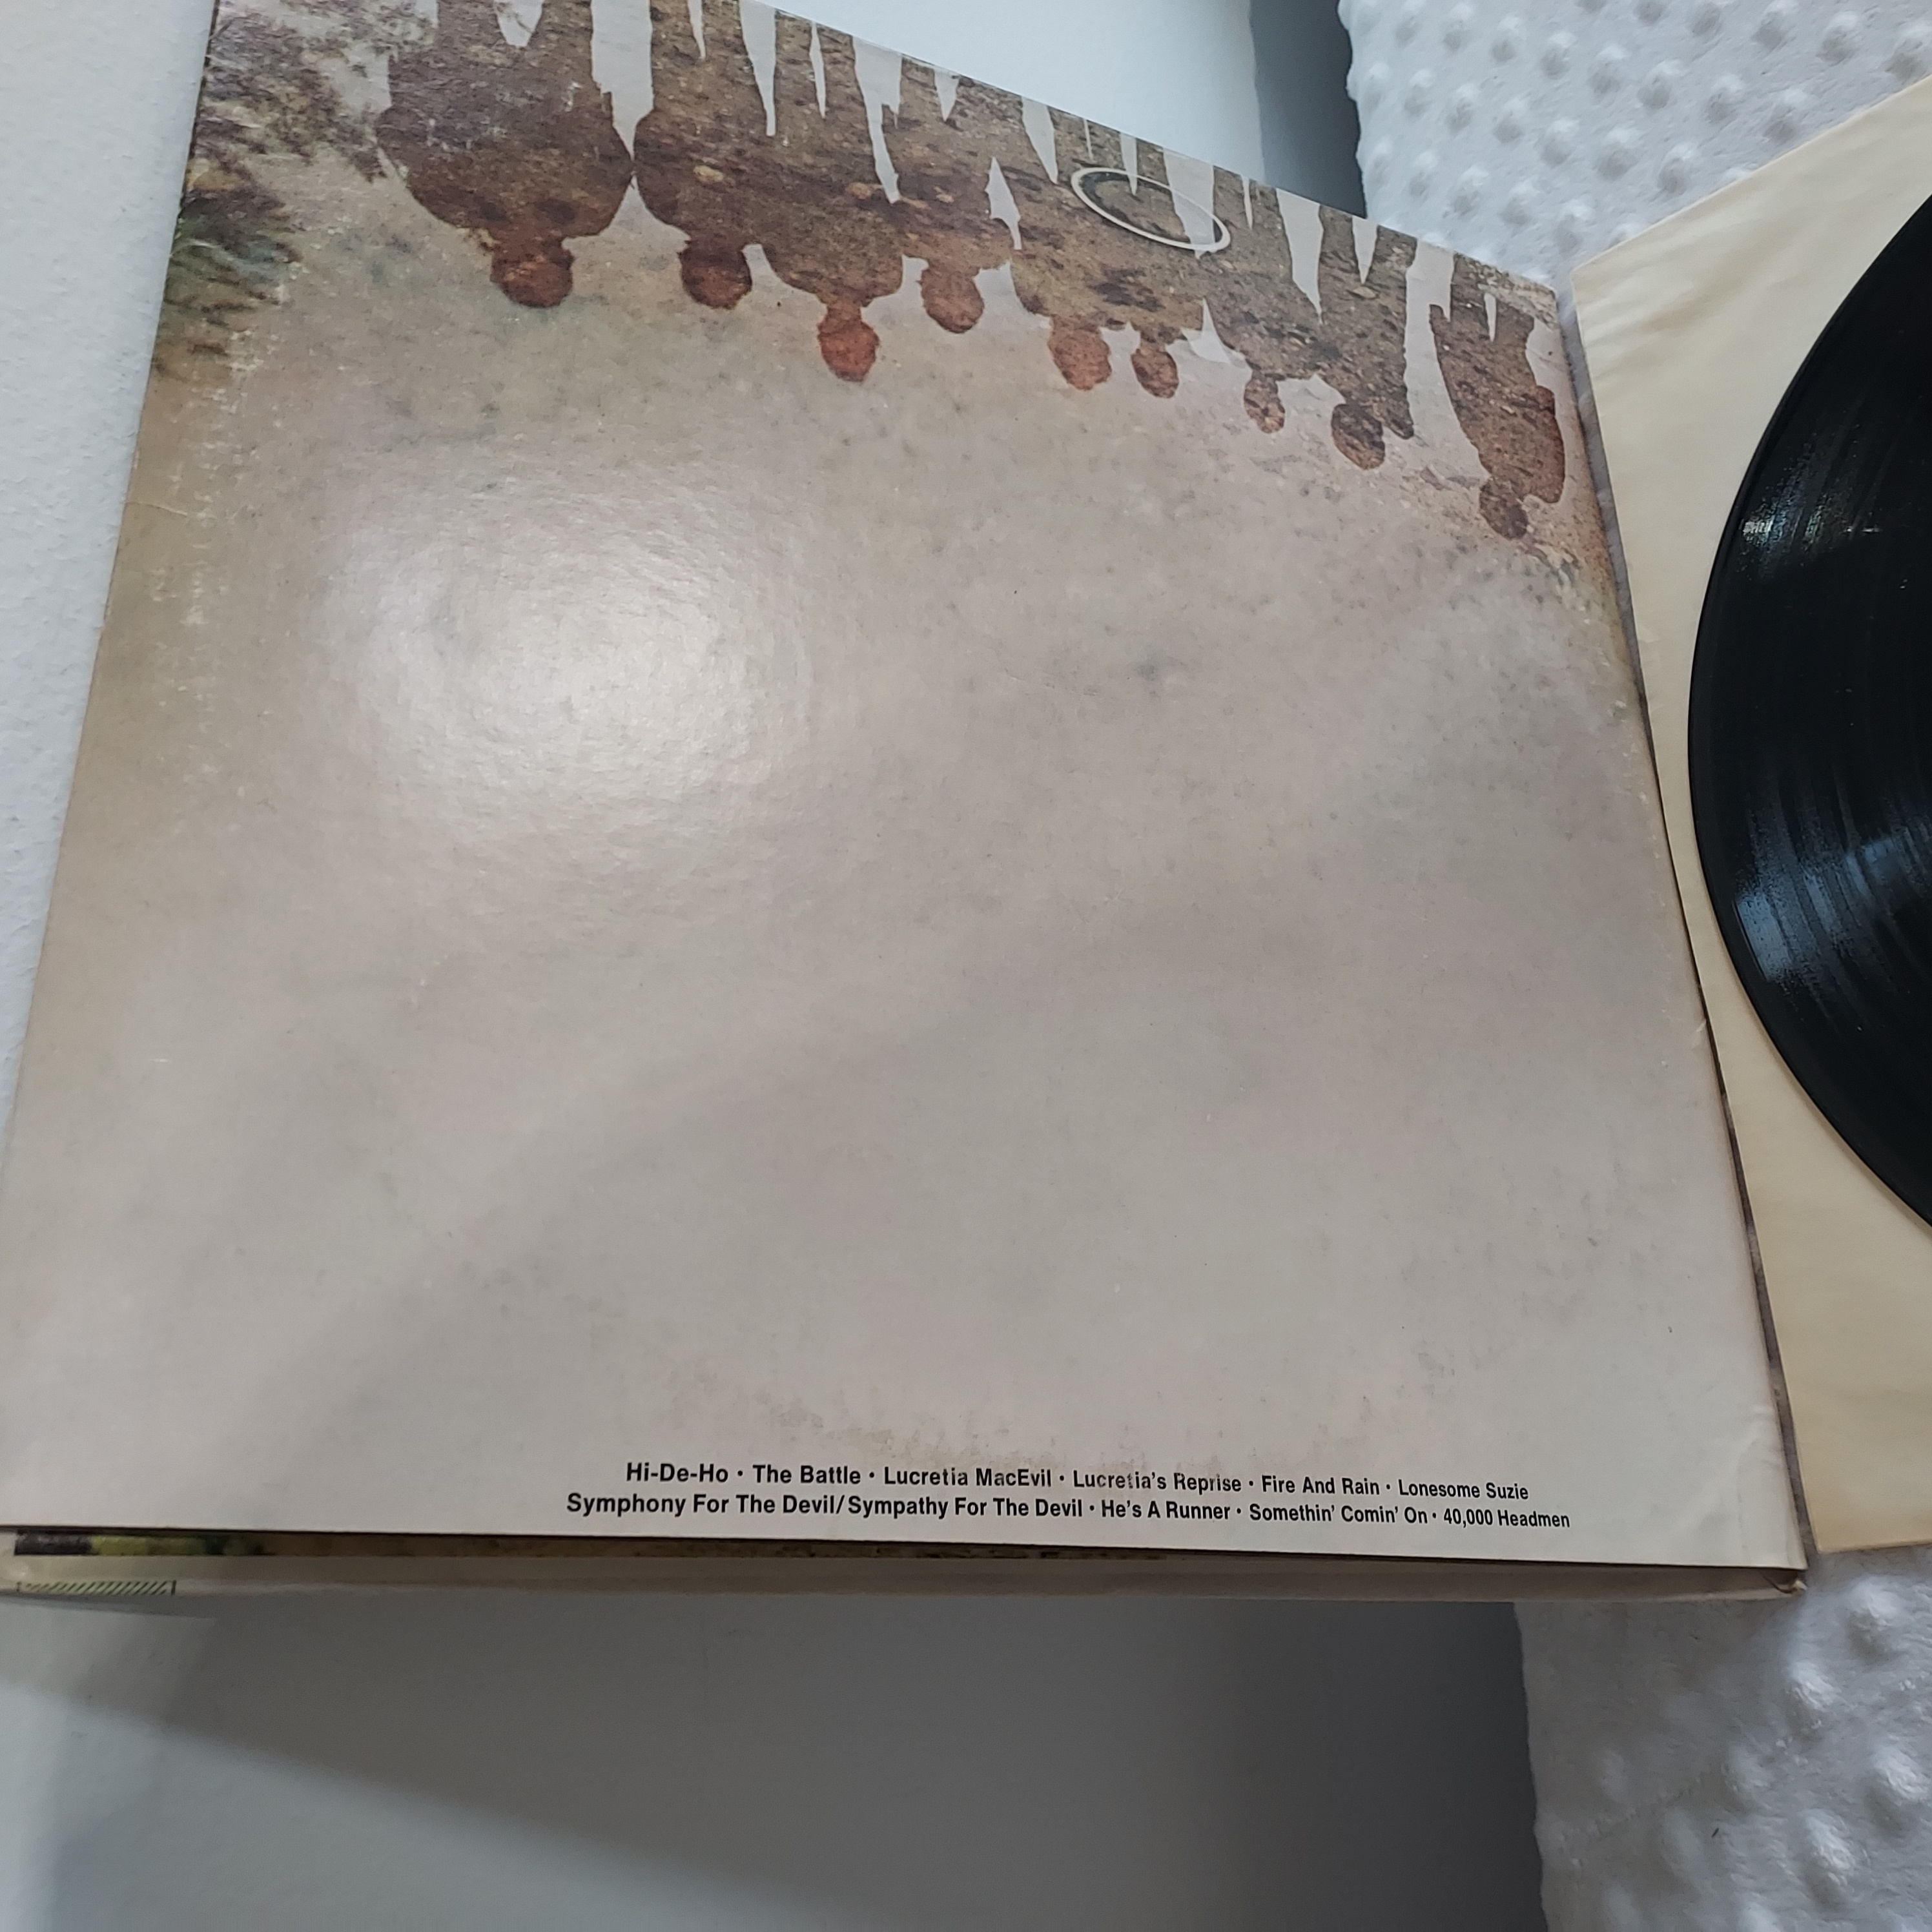 Hi-De-Ho • The Battle • Lucretia MacEvil • Lucretia's Reprise • Fire And Rain • Lonesome Suzie
Symphony For The Devil/Sympathy For The Devil • He's A Runner • Somethin' Comin' On • 40,000 Headmen